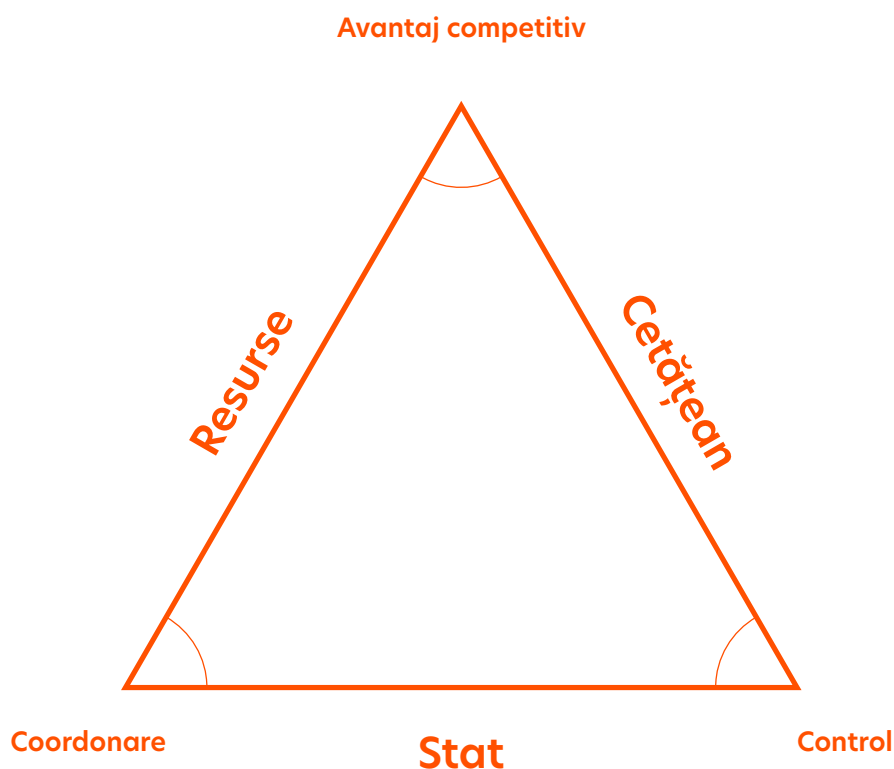 Avantaj competitiv
Resurse
Cetățean
Coordonare
Stat
Control